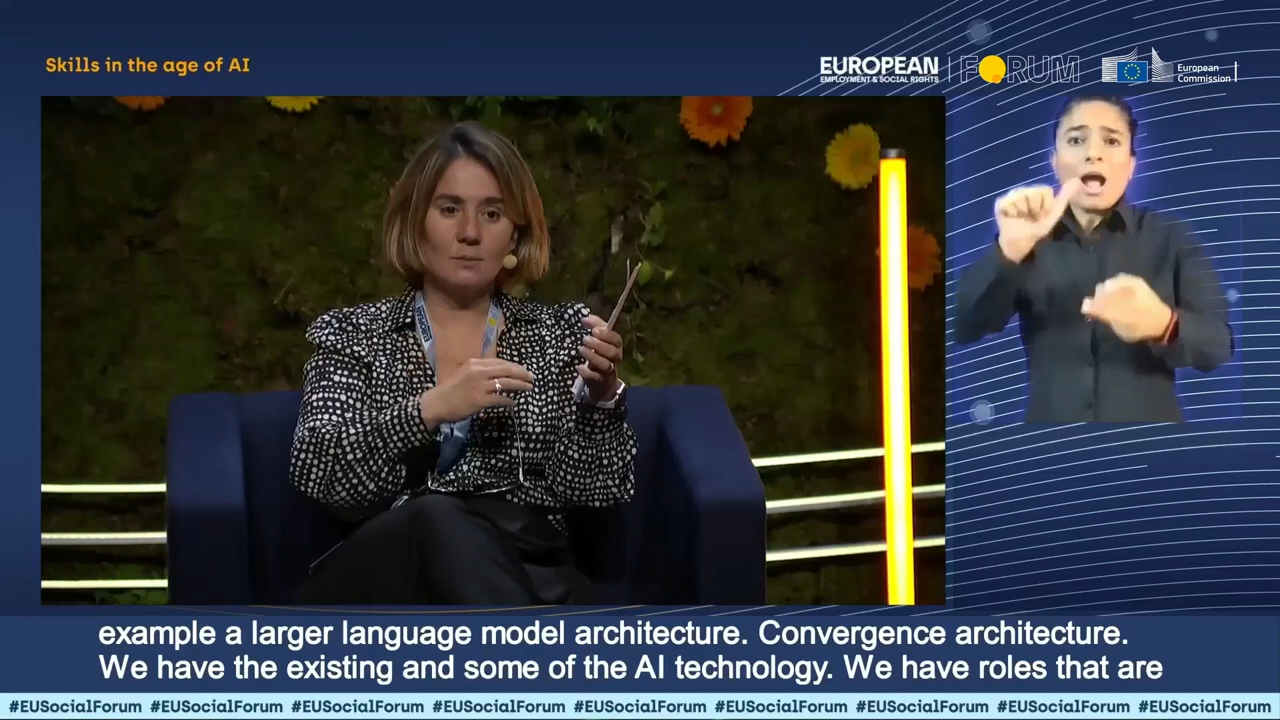 Skills in the age of AI
EUROPEAN
EMPLOYMENT & SOCIAL RIGHTS
FORUM
European
Commission
EUROPEAN
example a larger language model architecture. Convergence architecture.
We have the existing and some of the AI technology. We have roles that are
#EUSocialForum #EUSocialForum #EUSocialForum #EUSocialForum #EUSocialForum #EUSocialForum #EUSocialForum #EUSocialForum #EUSocialForum